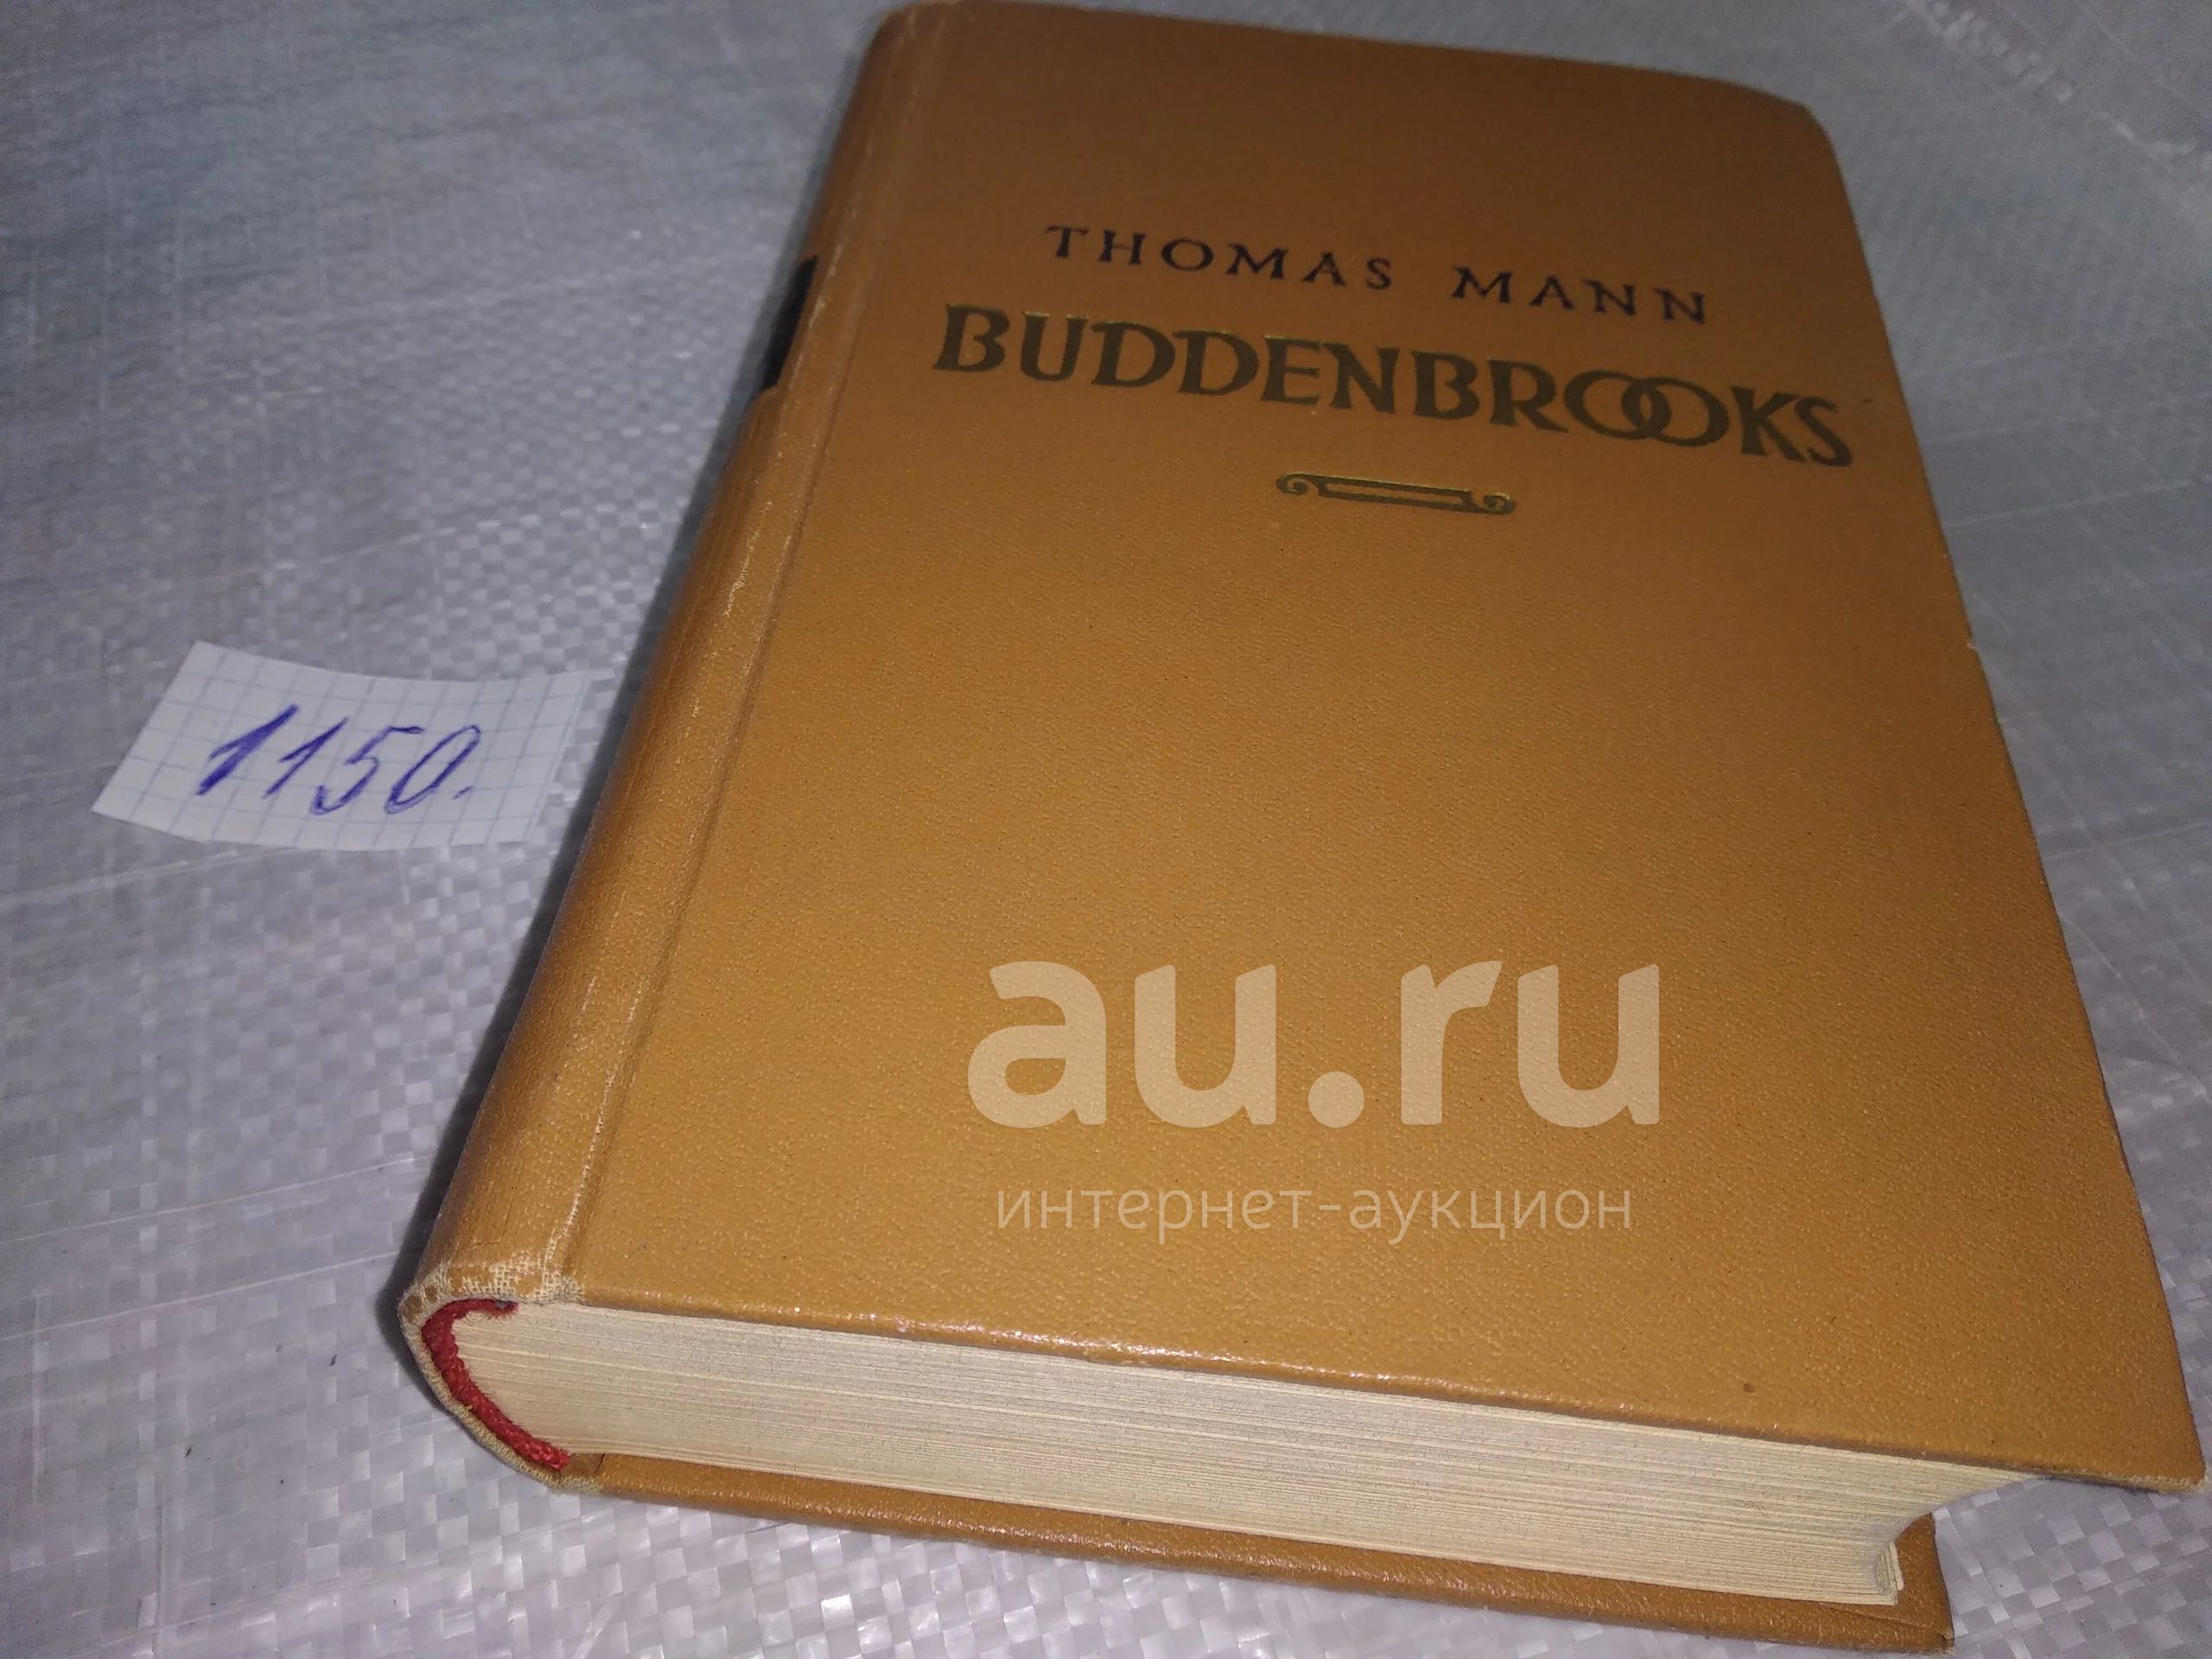 THOMAS MANN
BUDDENBROOKS
1150.
au.ru
интернет-аукцион